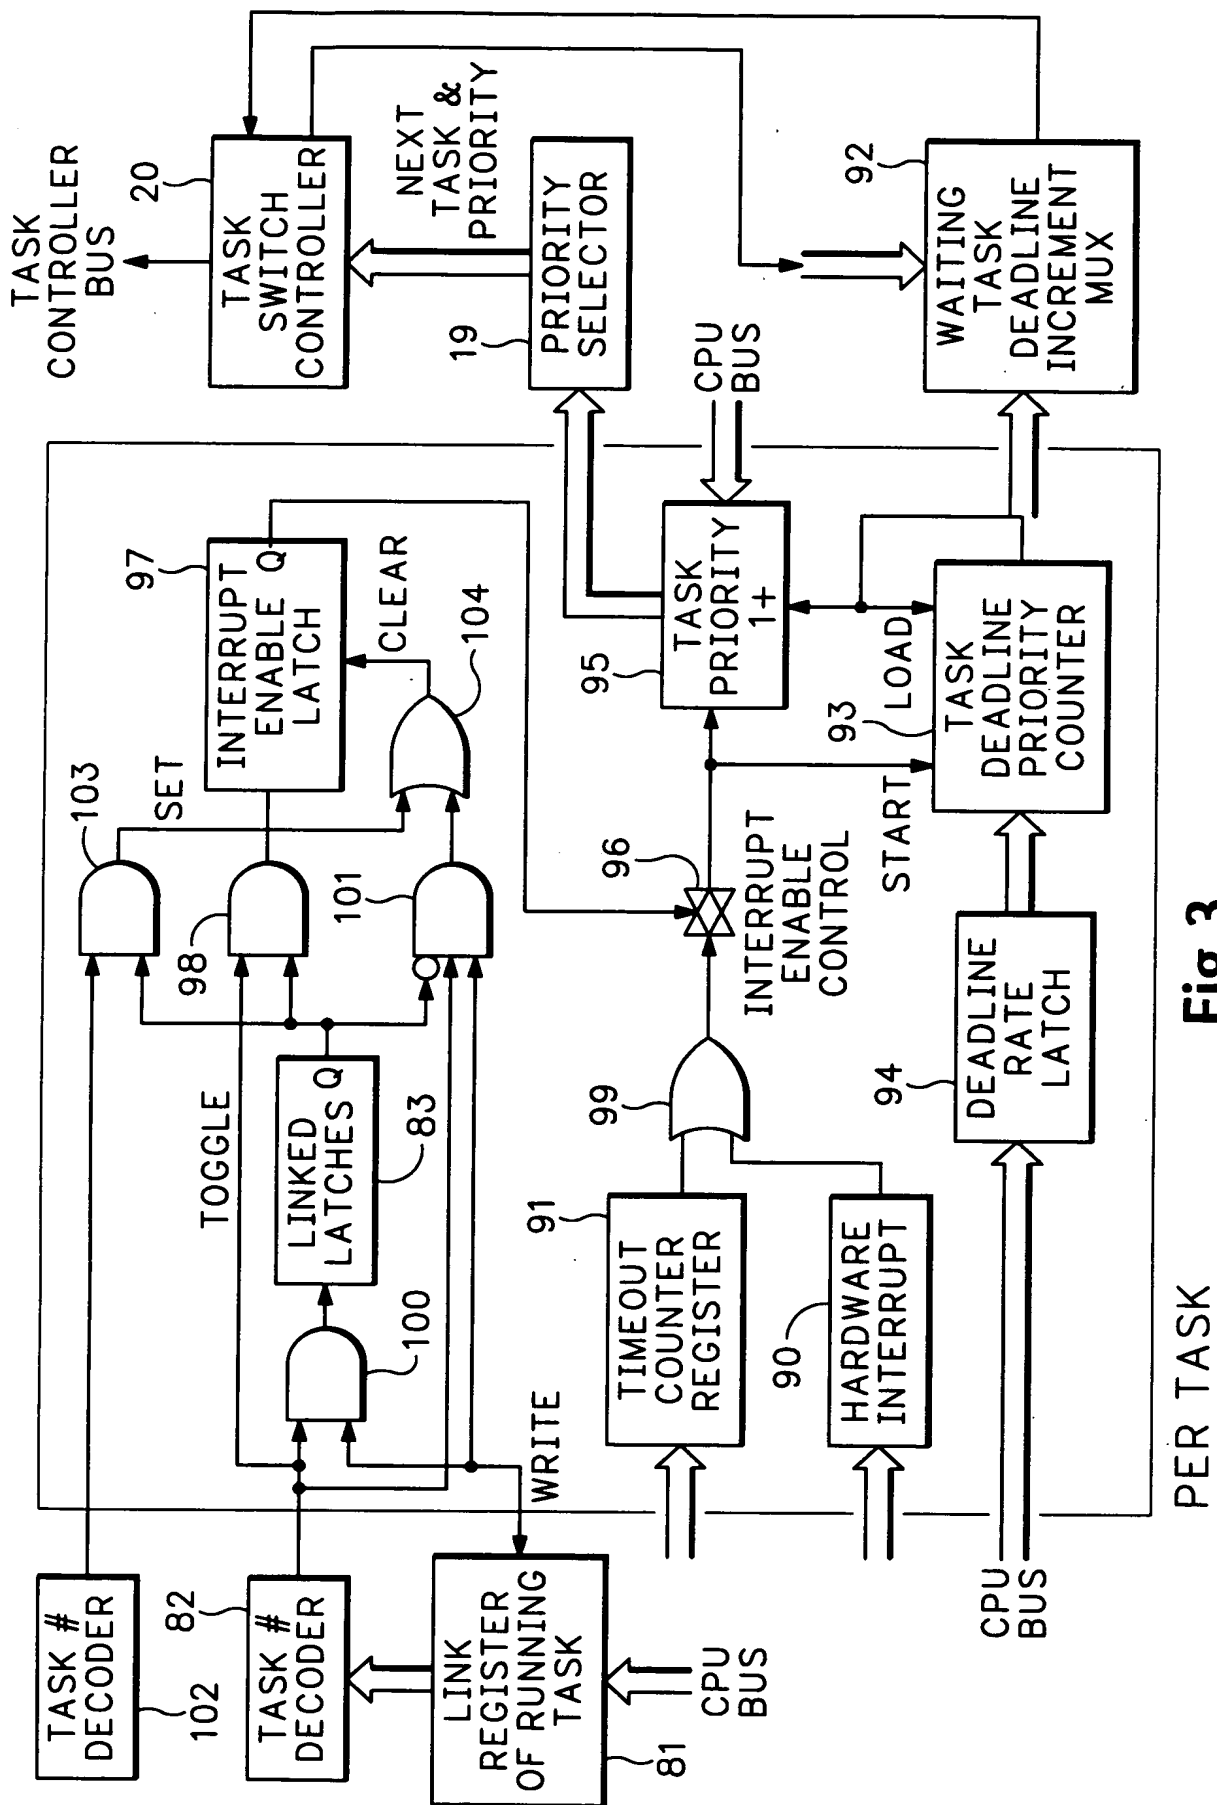 TASK
CONTROLLER
BUS
20
TASK
SWITCH
CONTROLLER
NEXT
TASK &
PRIORITY
19
PRIORITY
SELECTOR
92
WAITING
TASK
DEADLINE
INCREMENT
MUX
103
SET
97
INTERRUPT
ENABLE Q
LATCH
CLEAR
104
98
101
TOGGLE
LINKED
LATCHES Q
83
100
WRITE
TASK #
DECODER
102
82
TASK #
DECODER
LINK
REGISTER
OF RUNNING
TASK
81
CPU
BUS
91
TIMEOUT
COUNTER
REGISTER
90
HARDWARE
INTERRUPT
99
96
INTERRUPT
ENABLE
CONTROL
95
TASK
PRIORITY
1+
CPU
BUS
START
LOAD
93
TASK
DEADLINE
PRIORITY
COUNTER
94
DEADLINE
RATE
LATCH
CPU
BUS
PER TASK
Fig. 3